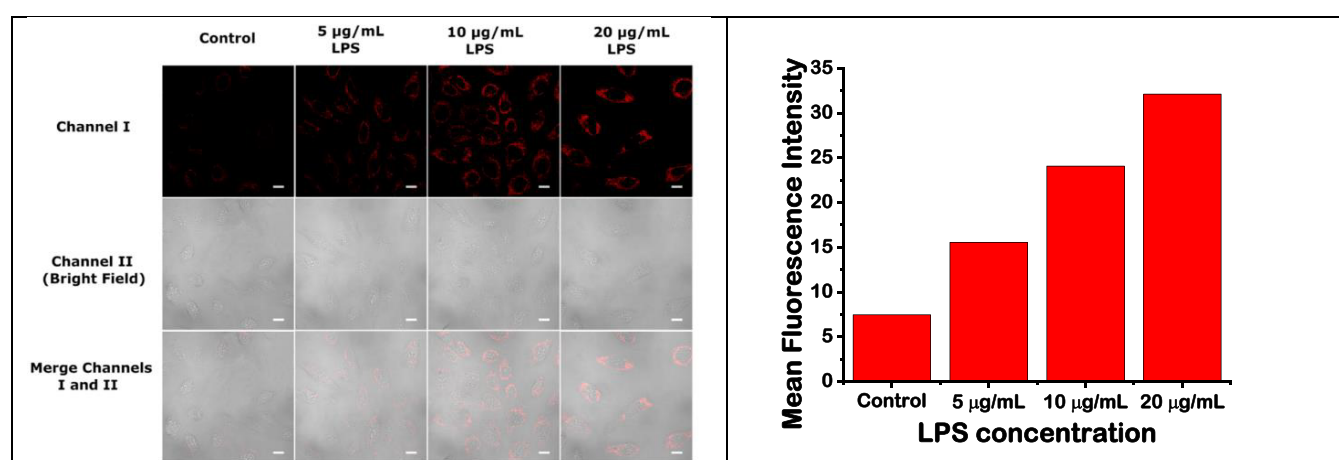 Control
5 µg/mL
LPS
10 µg/mL
LPS
20 µg/mL
LPS
Channel I
Channel II
(Bright Field)
Merge Channels
I and II
Mean Fluorescence Intensity
35
30
25
20
15
10
5
0
Control
5 µg/mL
10 µg/mL
20 µg/mL
LPS concentration